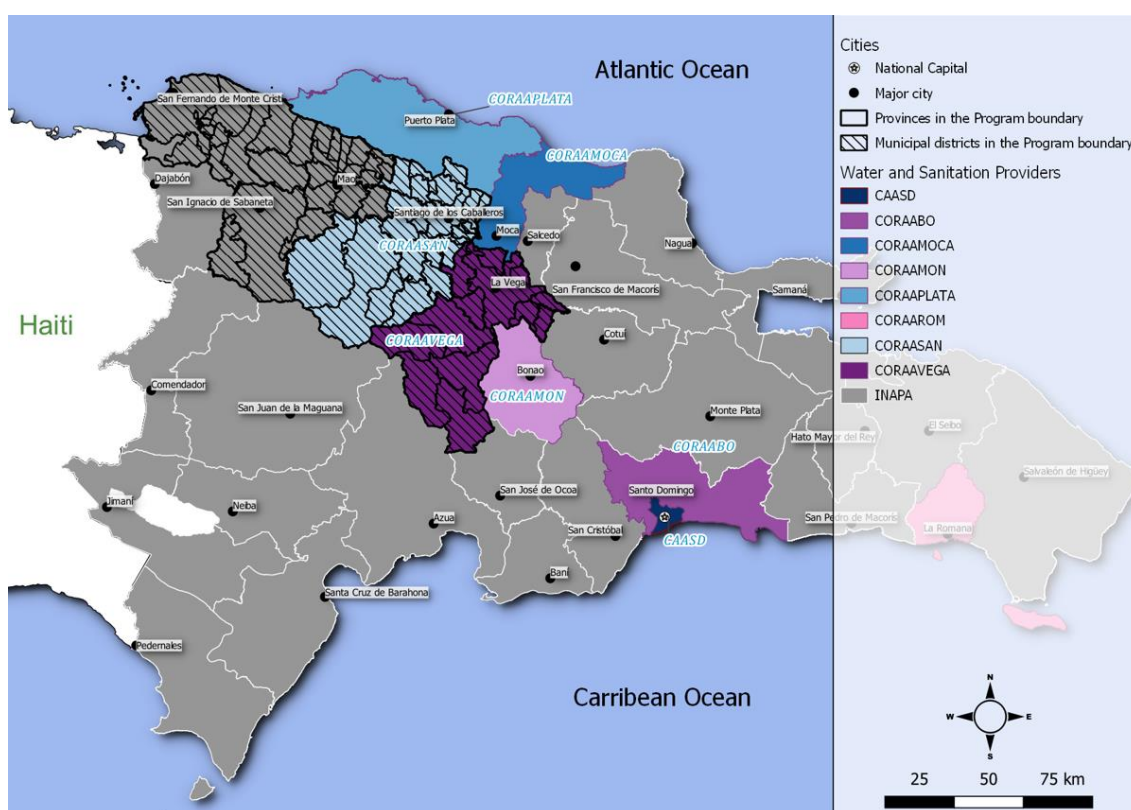 Atlantic Ocean
San Fernando de Monte Crist
CORAAPLATA
Puerto Plata
CORAAMOCA
Dajabón
Mao
San Ignacio de Sabaneta
Santiago de los Caballeros
CORAASAN
Moca
Salcedo
Nagua
La Vega
San Francisco de Macorís
Samaná
Haiti
CORAAVEGA
Cotuí
Bonao
CORAAMON
Comendador
San Juan de la Maguana
Monte Plata
Hato Mayor del Rey
El Seibo
CORAABO
Salvaleón de Higüey
Jimaní
Neiba
San José de Ocoa
Santo Domingo
Azua
San Cristóbal
CAASD
San Pedro de Macorís
La Romana
Baní
Santa Cruz de Barahona
Pedernales
Carribean Ocean
Cities
National Capital
Major city
Provinces in the Program boundary
Municipal districts in the Program boundary
Water and Sanitation Providers
CAASD
CORAABO
CORAAMOCA
CORAAMON
CORAAPLATA
CORAAROM
CORAASAN
CORAAVEGA
INAPA
N
W E
S
25 50 75 km